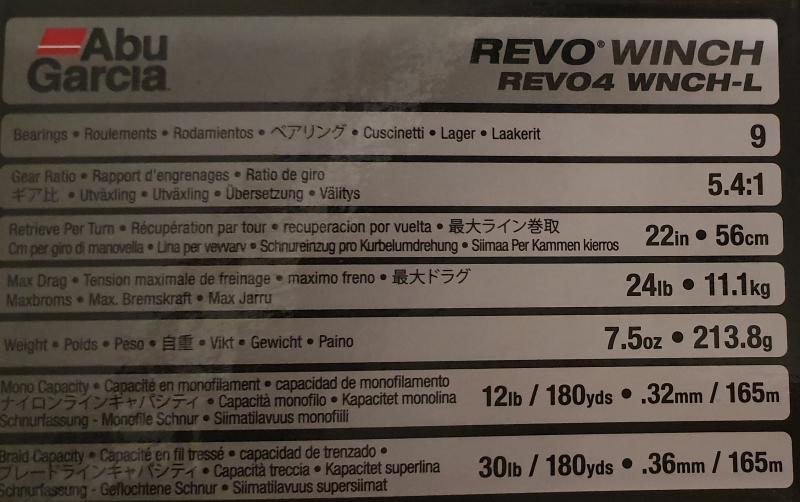 Abu Garcia
REVO® WINCH
REVO4 WNCH-L
Bearings • Roulements • Rodamientos • ベアリング • Cuscinetti • Lager • Laakerit
9
Gear Ratio • Rapport d'engrenages • Ratio de giro
ギア比 • Utväxling • Utväxling • Übersetzung • Välitys
5.4:1
Retrieve Per Turn • Récupération par tour • recuperacion por vuelta • 最大ライン巻取
Cm per giro di manovella • Lina per vevvarv • Schnureinzug pro Kurbelumdrehung • Siimaa Per Kammen kierros
22in • 56cm
Max Drag • Tension maximale de freinage • maximo freno • 最大ドラグ
Maxbroms • Max. Bremskraft • Max Jarru
24lb • 11.1kg
Weight • Poids • Peso • 自重 • Vikt • Gewicht • Paino
7.5oz • 213.8g
Mono Capacity • Capacité en monofilament • capacidad de monofilamento
ナイロンラインキャパシティ • Capacità monofilo • Kapacitet monolina
Schnurfassung - Monofile Schnur • Siimatilavuus monofiili
12lb / 180yds • .32mm / 165m
Braid Capacity • Capacité en fil tressé • capacidad de trenzado •
ブレードラインキャパシティ • Capacità treccia • Kapacitet superlina
Schnurfassung - Geflochtene Schnur • Siimatilavuus supersiimat
30lb / 180yds • .36mm / 165m